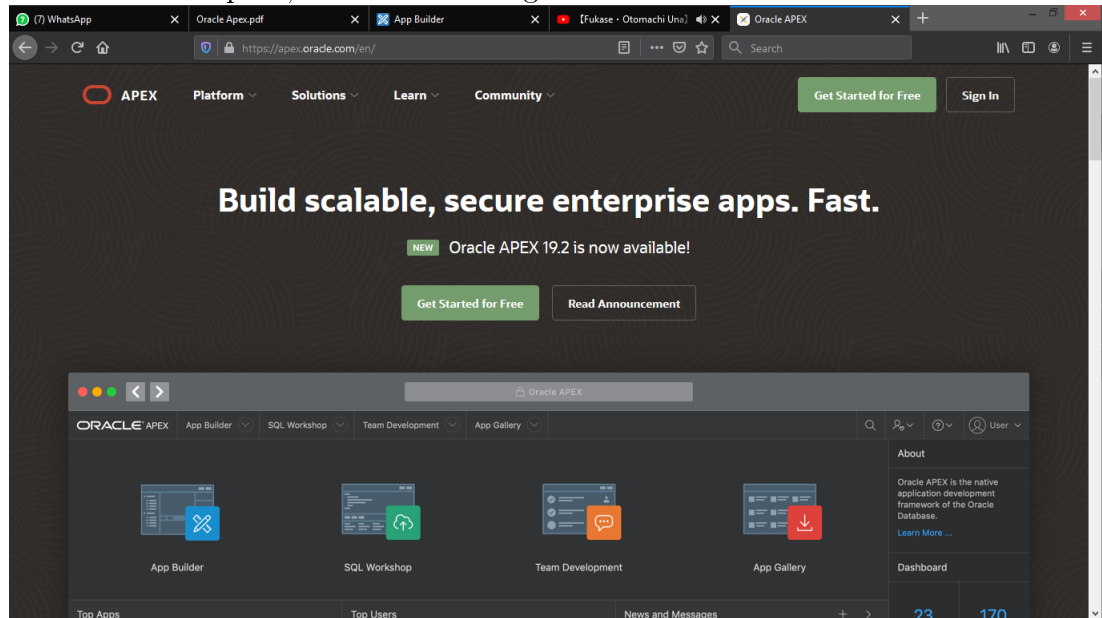 (7) WhatsApp Oracle Apex.pdf App Builder [Fukase・Otomachi Una] Oracle APEX
https://apex.oracle.com/en/ Search
APEX Platform Solutions Learn Community Get Started for Free Sign In
Build scalable, secure enterprise apps. Fast.
NEW Oracle APEX 19.2 is now available!
Get Started for Free Read Announcement
Oracle APEX
ORACLE APEX App Builder SQL Workshop Team Development App Gallery User
About
Oracle APEX is the native
application development
framework of the Oracle
Database.
Learn More ...
App Builder SQL Workshop Team Development App Gallery Dashboard
Top Apps Top Users News and Messages 23 170